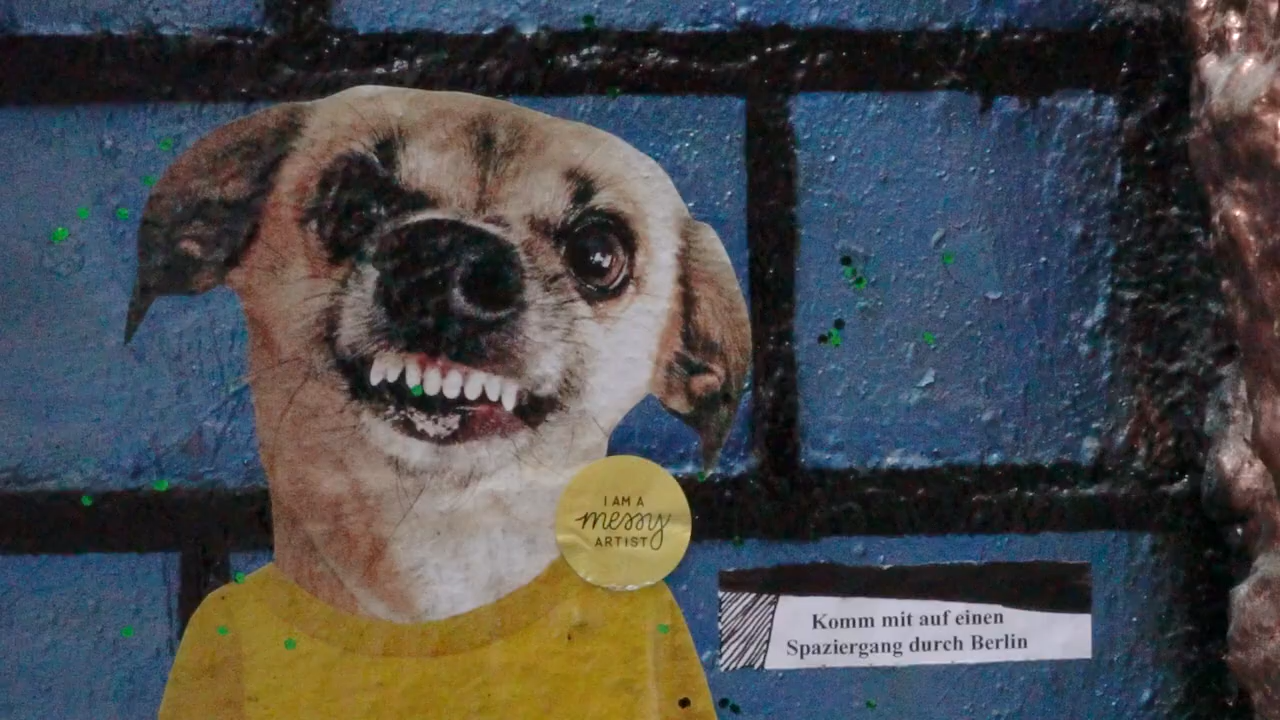 I AM A
messy
ARTIST
Komm mit auf einen
Spaziergang durch Berlin